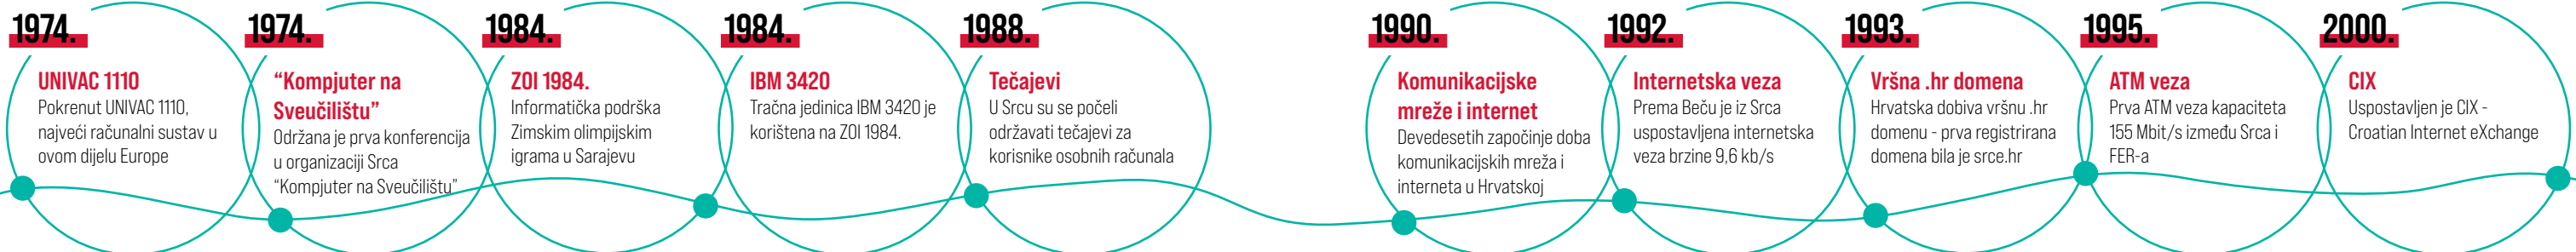 1974.
UNIVAC 1110
Pokrenut UNIVAC 1110,
najveći računalni sustav u
ovom dijelu Europe
1974.
“Kompjuter na
Sveučilištu”
Održana je prva konferencija
u organizaciji Srca
“Kompjuter na Sveučilištu”
1984.
ZOI 1984.
Informatička podrška
Zimskim olimpijskim
igrama u Sarajevu
1984.
IBM 3420
Tračna jedinica IBM 3420 je
korištena na ZOI 1984.
1988.
Tečajevi
U Srcu su se počeli
održavati tečajevi za
korisnike osobnih računala
1990.
Komunikacijske
mreže i internet
Devedesetih započinje doba
komunikacijskih mreža i
interneta u Hrvatskoj
1992.
Internetska veza
Prema Beču je iz Srca
uspostavljena internetska
veza brzine 9,6 kb/s
1993.
Vršna .hr domena
Hrvatska dobiva vršnu .hr
domenu - prva registrirana
domena bila je srce.hr
1995.
ATM veza
Prva ATM veza kapaciteta
155 Mbit/s između Srca i
FER-a
2000.
CIX
Uspostavljen je CIX -
Croatian Internet eXchange